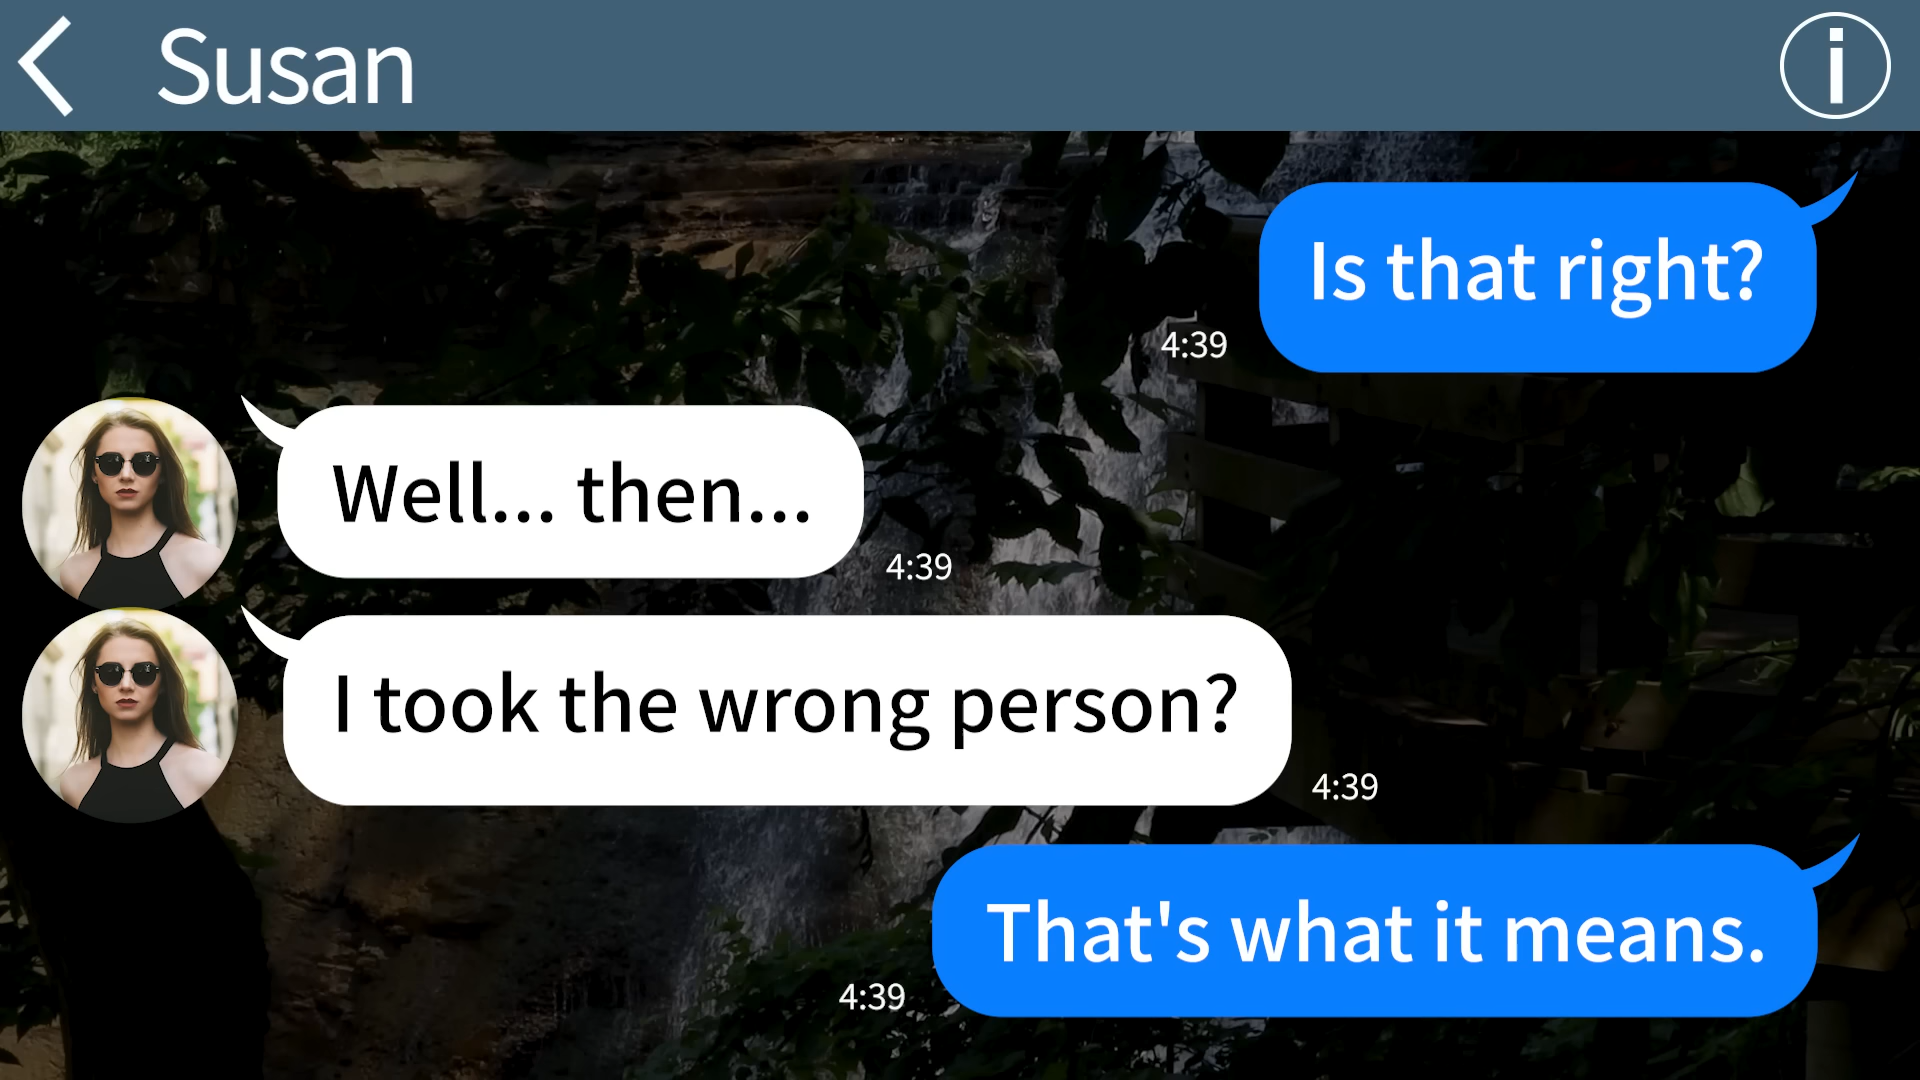 Susan
Is that right?
4:39
Well... then...
4:39
I took the wrong person?
4:39
That's what it means.
4:39